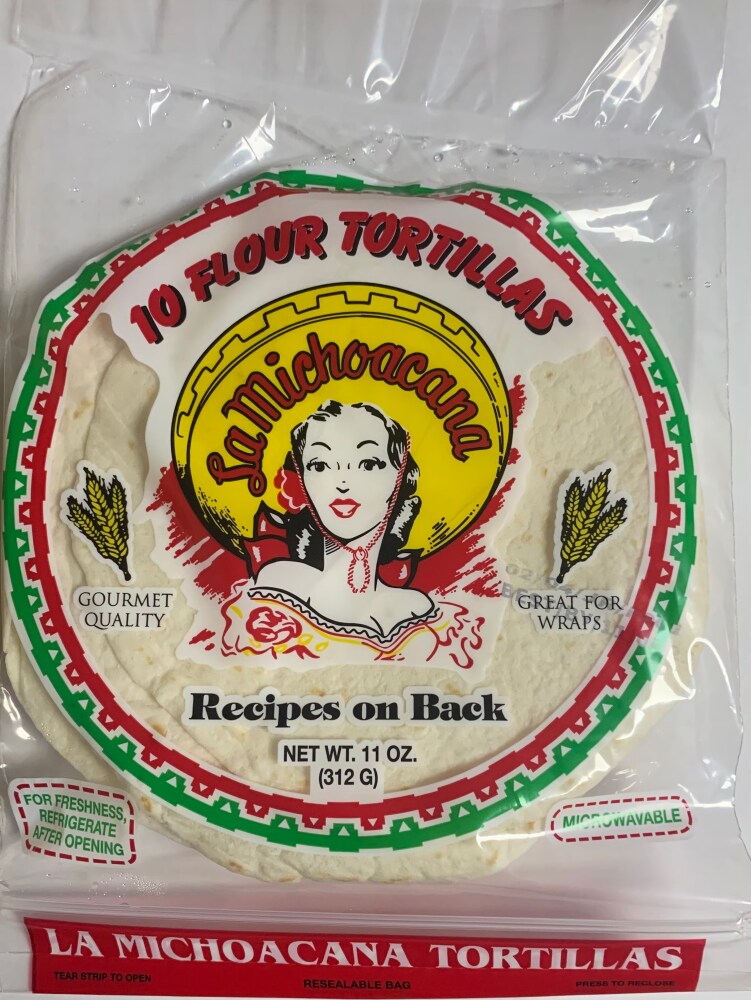 10 FLOUR TORTILLAS
La Michoacana
GOURMET
QUALITY
GREAT FOR
WRAPS
Recipes on Back
NET WT. 11 OZ.
(312 G)
FOR FRESHNESS,
REFRIGERATE
AFTER OPENING
MICROWAVABLE
LA MICHOACANA TORTILLAS
TEAR STRIP TO OPEN
RESEALABLE BAG
PRESS TO RECLOSE